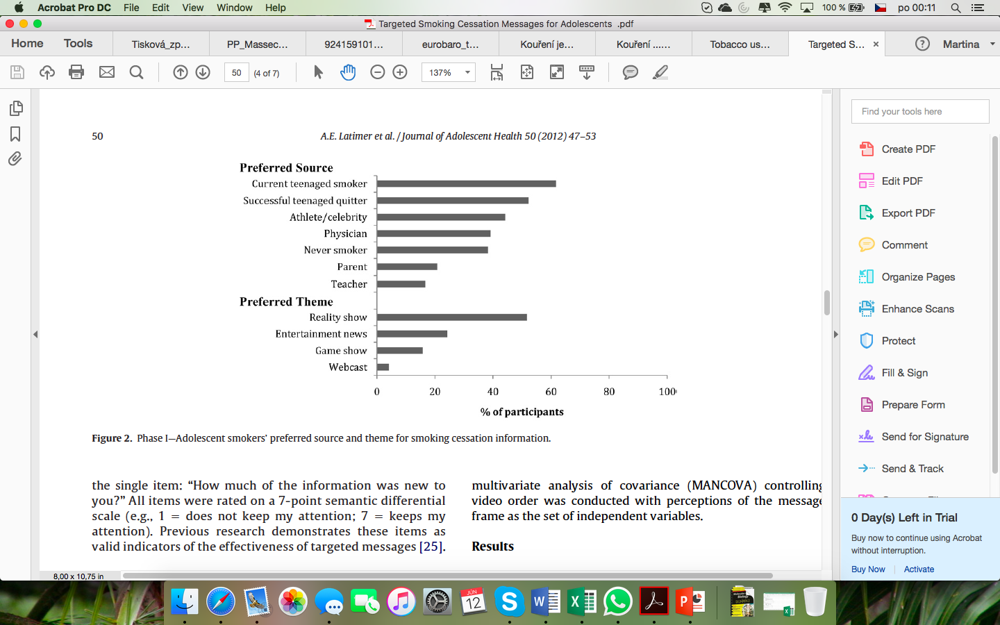 Acrobat Pro DC File Edit View Window Help 100 % po 00:11
Targeted Smoking Cessation Messages for Adolescents .pdf
Home Tools Tisková_zp... PP_Massec... 924159101... eurobaro_t... Kouření je... Kouření ...... Tobacco us... Targeted S... × ? Martina
50 (4 of 7) 137%
Find your tools here
Create PDF
Edit PDF
Export PDF
Comment
Organize Pages
Enhance Scans
Protect
Fill & Sign
Prepare Form
Send for Signature
Send & Track
0 Day(s) Left in Trial
Buy now to continue using Acrobat
without interruption.
Buy Now Activate
50 A.E. Latimer et al. / Journal of Adolescent Health 50 (2012) 47–53
Preferred Source
Current teenaged smoker
Successful teenaged quitter
Athlete/celebrity
Physician
Never smoker
Parent
Teacher
Preferred Theme
Reality show
Entertainment news
Game show
Webcast
0 20 40 60 80 100
% of participants
Figure 2. Phase I—Adolescent smokers’ preferred source and theme for smoking cessation information.
the single item: “How much of the information was new to
you?” All items were rated on a 7-point semantic differential
scale (e.g., 1 = does not keep my attention; 7 = keeps my
attention). Previous research demonstrates these items as
valid indicators of the effectiveness of targeted messages [25].
multivariate analysis of covariance (MANCOVA) controlling
video order was conducted with perceptions of the message
frame as the set of independent variables.
Results
8,00 x 10,75 in
JUN
12